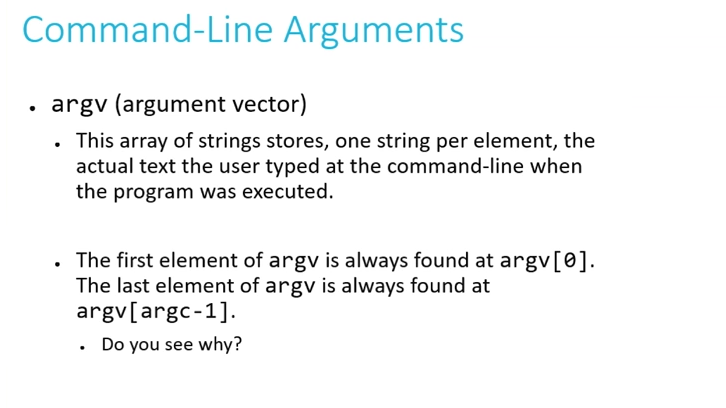 Command-Line Arguments
• argv (argument vector)
• This array of strings stores, one string per element, the
actual text the user typed at the command-line when
the program was executed.
• The first element of argv is always found at argv[0].
The last element of argv is always found at
argv[argc-1].
• Do you see why?